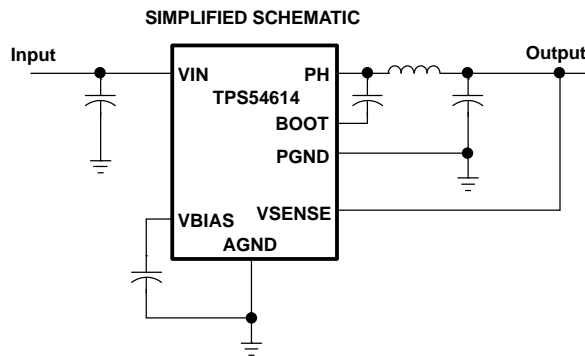 SIMPLIFIED SCHEMATIC
Input
Output
VIN
PH
TPS54614
BOOT
PGND
VSENSE
VBIAS
AGND